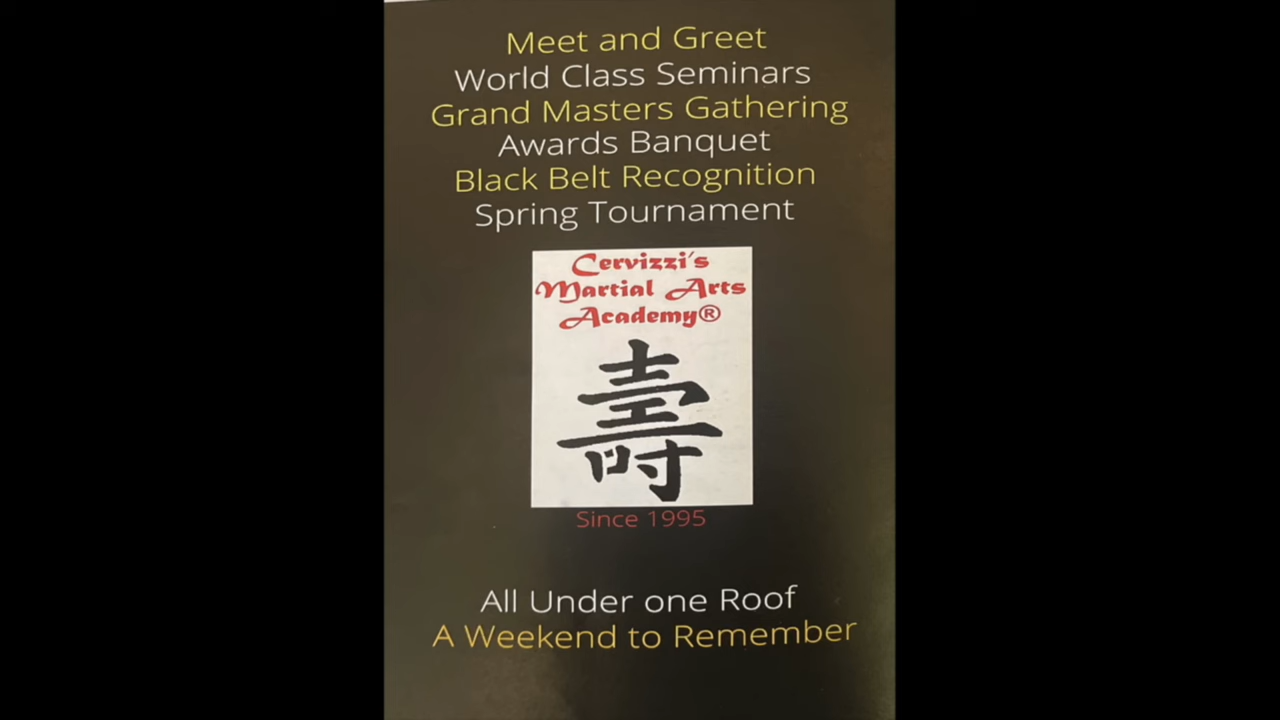 Meet and Greet
World Class Seminars
Grand Masters Gathering
Awards Banquet
Black Belt Recognition
Spring Tournament
Cervizzi's
Martial Arts
Academy®
壽
Since 1995
All Under one Roof
A Weekend to Remember